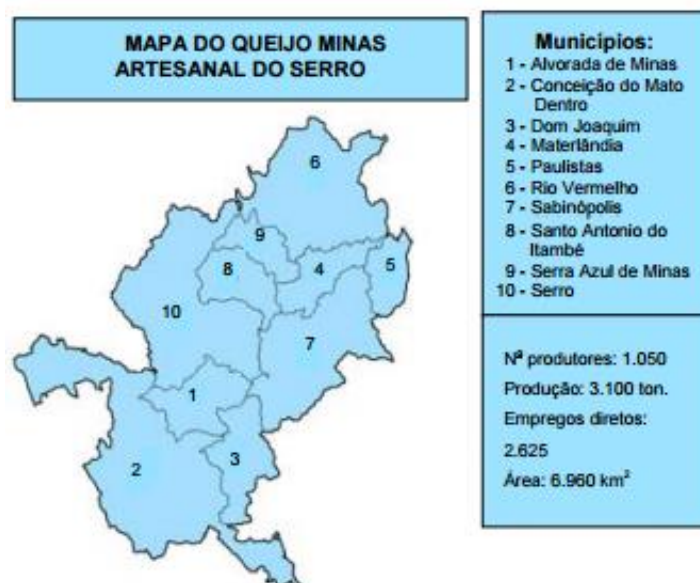 MAPA DO QUEIJO MINAS
ARTESANAL DO SERRO
Municipios:
1 - Alvorada de Minas
2 - Conceição do Mato
Dentro
3 - Dom Joaquim
4 - Materlândia
5 - Paulistas
6 - Rio Vermelho
7 - Sabinópolis
8 - Santo Antonio do
Itambé
9 - Serra Azul de Minas
10 - Serro
Nª produtores: 1.050
Produção: 3.100 ton.
Empregos diretos:
2.625
Área: 6.960 km²
6
9
8
4
5
10
7
1
2
3